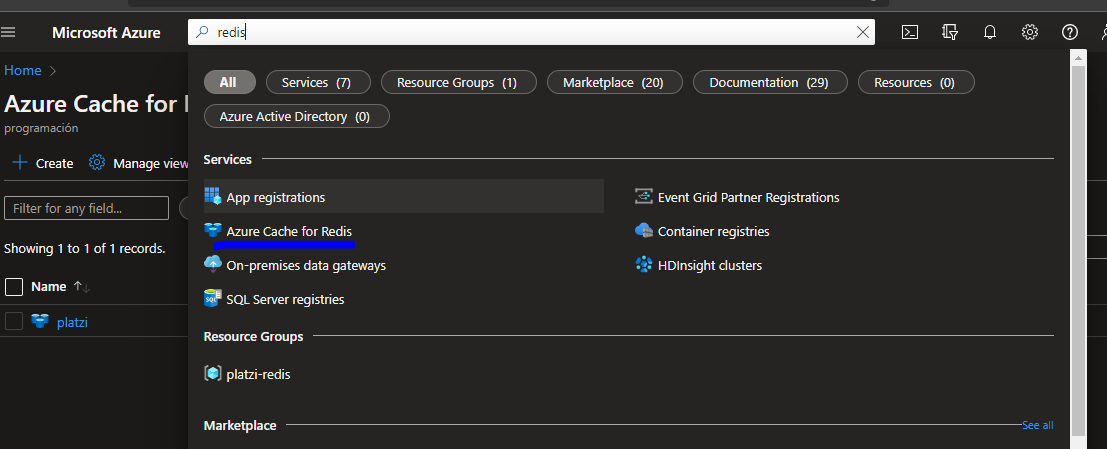 Microsoft Azure
redis
Home
All
Services (7)
Resource Groups (1)
Marketplace (20)
Documentation (29)
Resources (0)
Azure Active Directory (0)
Azure Cache for
programación
Create
Manage view
Filter for any field...
Showing 1 to 1 of 1 records.
Name
platzi
Services
App registrations
Event Grid Partner Registrations
Azure Cache for Redis
Container registries
On-premises data gateways
HDInsight clusters
SQL Server registries
Resource Groups
platzi-redis
Marketplace
See all